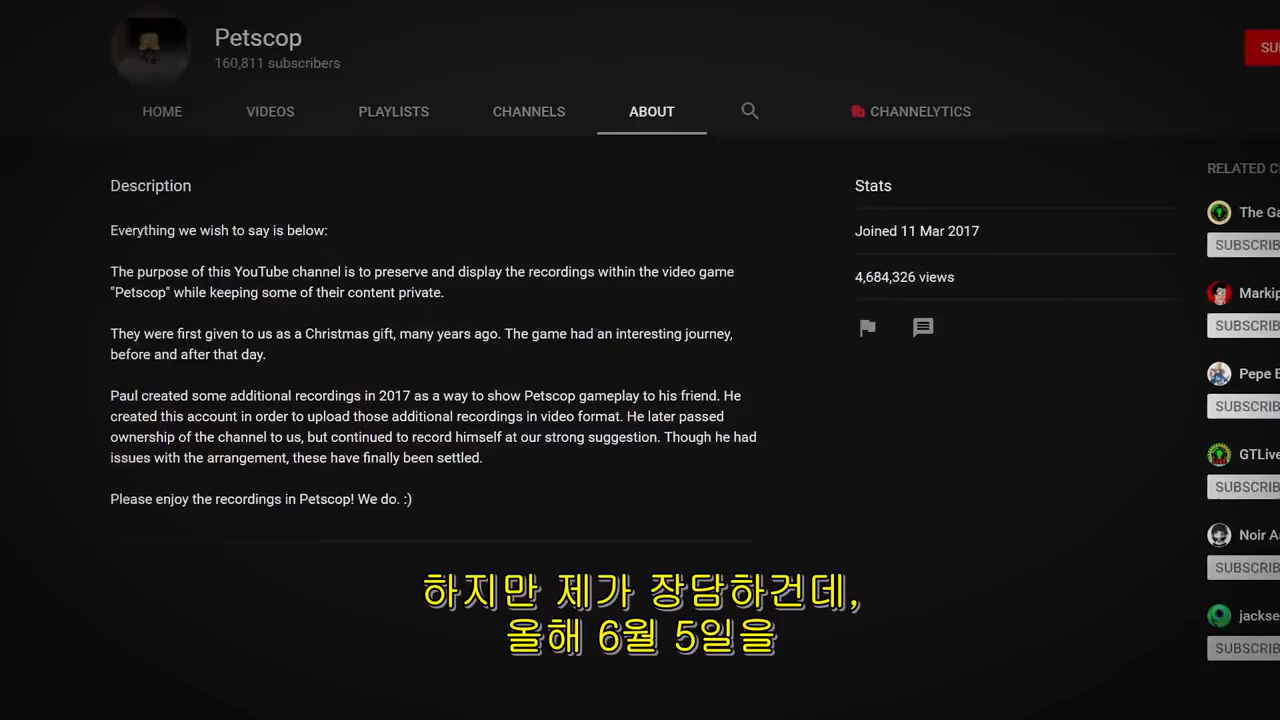 Petscop
160,811 subscribers
SU
HOME VIDEOS PLAYLISTS CHANNELS ABOUT CHANNELYTICS
Description
Everything we wish to say is below:
The purpose of this YouTube channel is to preserve and display the recordings within the video game
"Petscop" while keeping some of their content private.
They were first given to us as a Christmas gift, many years ago. The game had an interesting journey,
before and after that day.
Paul created some additional recordings in 2017 as a way to show Petscop gameplay to his friend. He
created this account in order to upload those additional recordings in video format. He later passed
ownership of the channel to us, but continued to record himself at our strong suggestion. Though he had
issues with the arrangement, these have finally been settled.
Please enjoy the recordings in Petscop! We do. :)
Stats
Joined 11 Mar 2017
4,684,326 views
RELATED C
The Ga
SUBSCRIB
Markip
SUBSCRIB
Pepe E
SUBSCRIB
GTLive
SUBSCRIB
Noir A
SUBSCRIB
jackse
SUBSCRIB
하지만 제가 장담하건데,
올해 6월 5일을